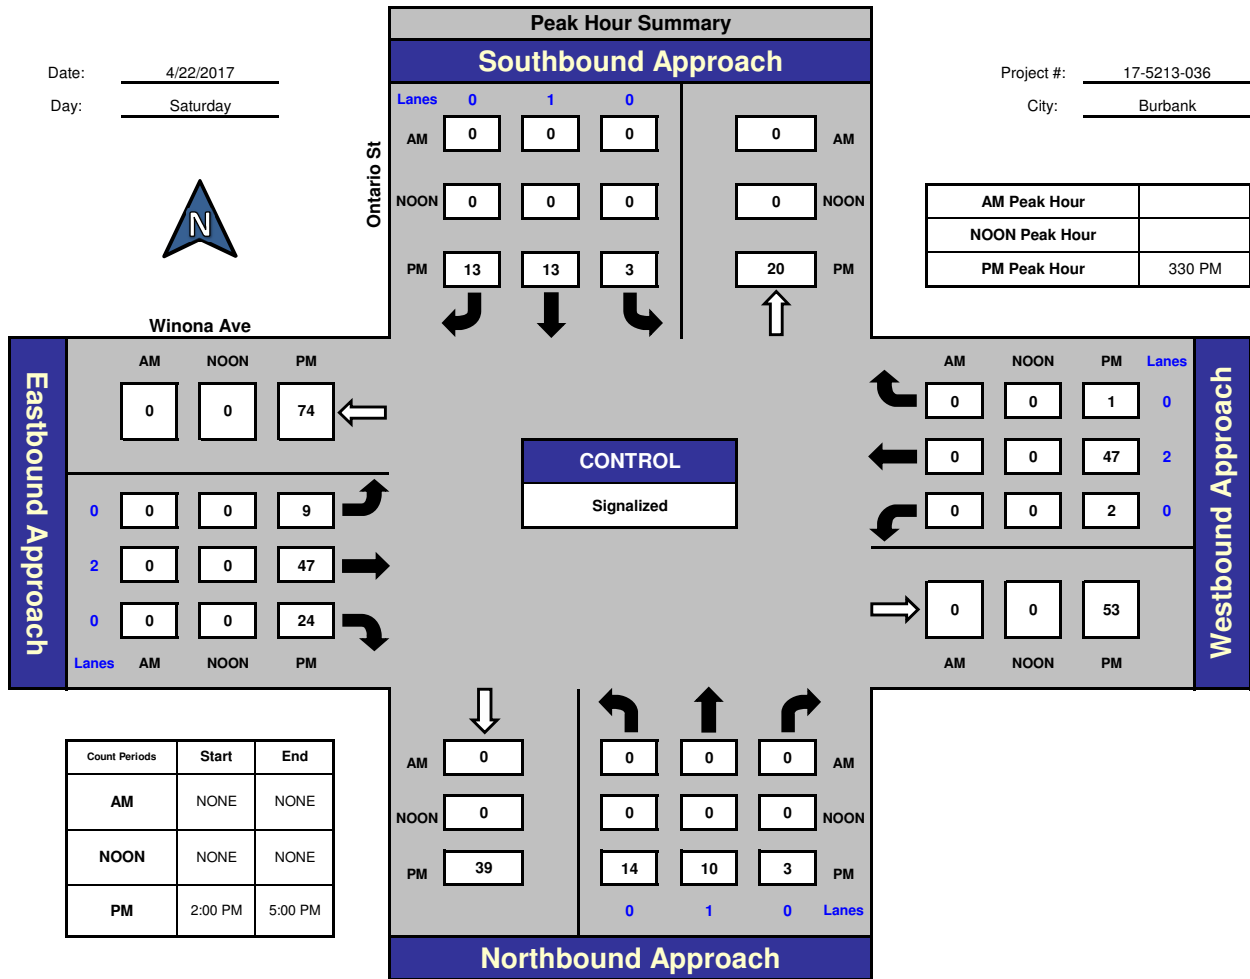 Peak Hour Summary
Southbound Approach
Date: 4/22/2017
Project #: 17-5213-036
Day: Saturday
City: Burbank
Lanes 0 1 0
AM 0 0 0 0 AM
Ontario St
N
NOON 0 0 0 0 NOON
PM 13 13 3 20 PM
AM Peak Hour
NOON Peak Hour
PM Peak Hour 330 PM
Winona Ave
Eastbound Approach
AM NOON PM
0 0 74
0 0 0 9
2 0 0 47
0 0 0 24
Lanes AM NOON PM
CONTROL
Signalized
Westbound Approach
AM NOON PM Lanes
0 0 1 0
0 0 47 2
0 0 2 0
0 0 53
AM NOON PM
Count Periods Start End
AM NONE NONE
NOON NONE NONE
PM 2:00 PM 5:00 PM
AM 0 0 0 0 AM
NOON 0 0 0 0 NOON
PM 39 14 10 3 PM
0 1 0 Lanes
Northbound Approach